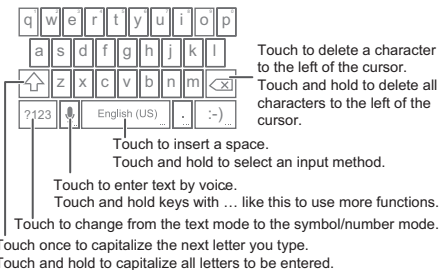 q w e r t y u i o p
a s d f g h j k l
z x c v b n m
?123 English (US) . :-)
Touch to delete a character
to the left of the cursor.
Touch and hold to delete all
characters to the left of the
cursor.
Touch to insert a space.
Touch and hold to select an input method.
Touch to enter text by voice.
Touch and hold keys with … like this to use more functions.
Touch to change from the text mode to the symbol/number mode.
Touch once to capitalize the next letter you type.
Touch and hold to capitalize all letters to be entered.